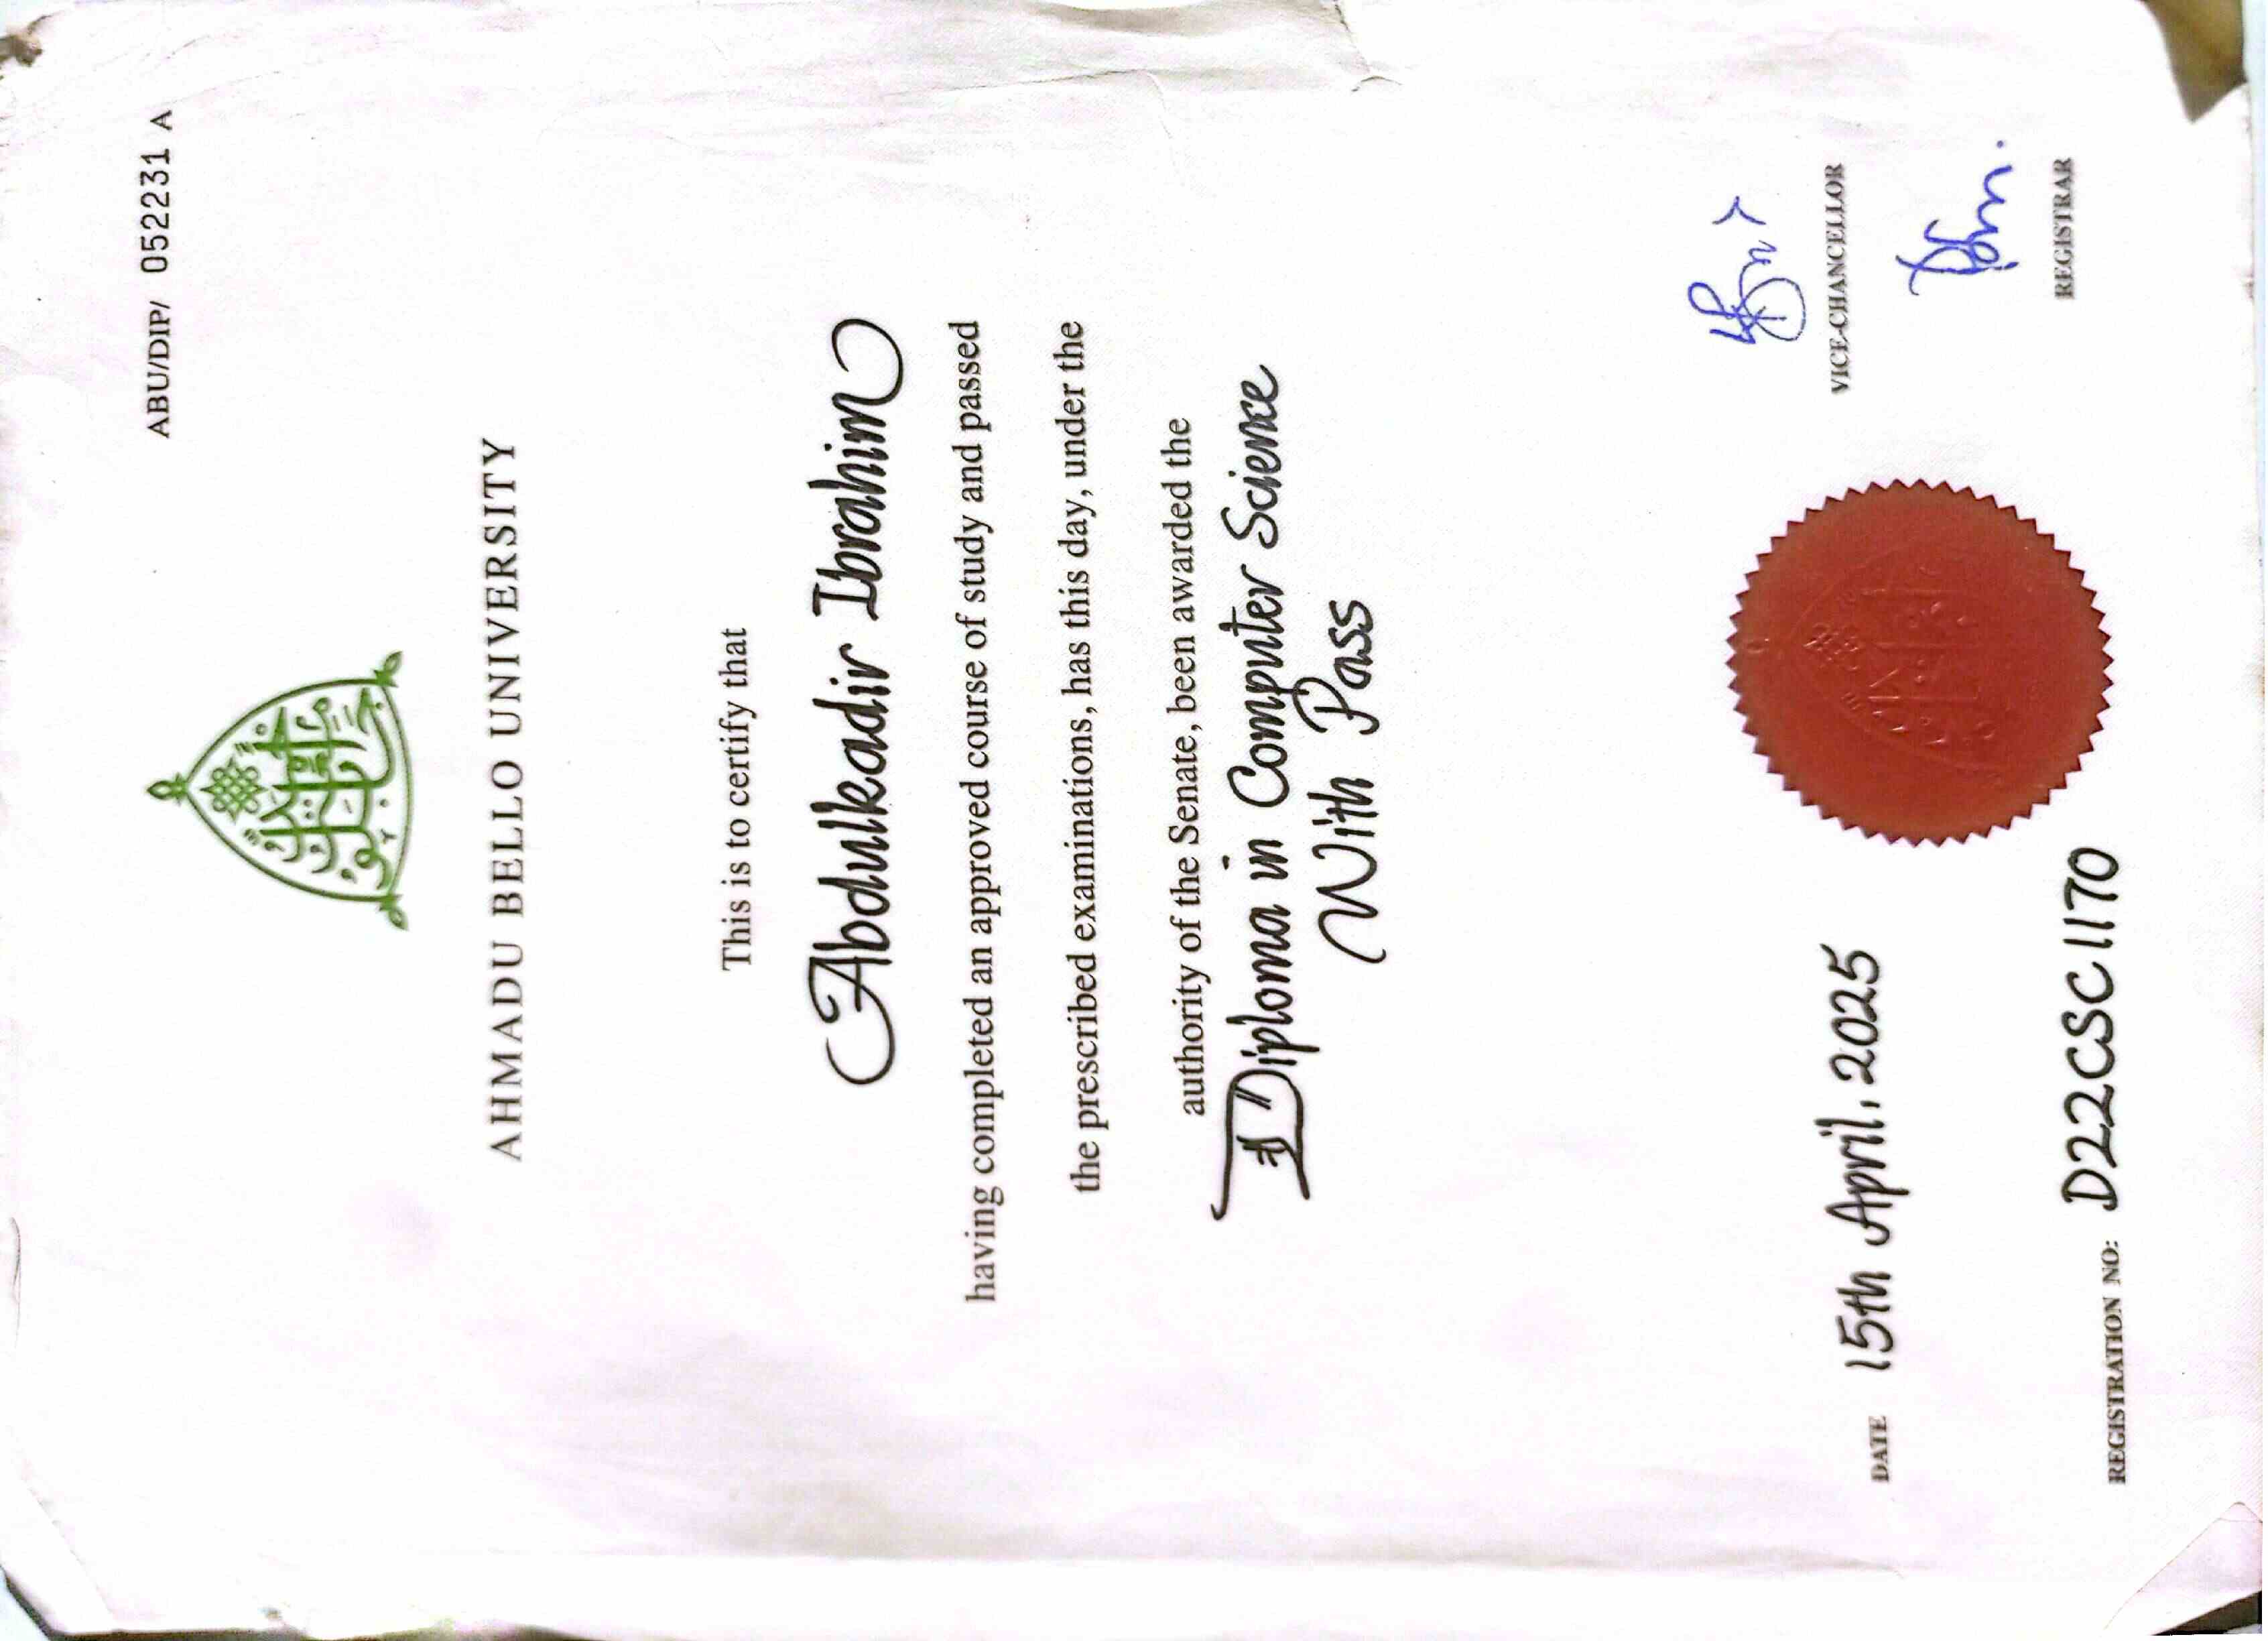 ABU/DIP/ 052231 A
AHMADU BELLO UNIVERSITY
This is to certify that
Abdulkadir Ibrahim
having completed an approved course of study and passed
the prescribed examinations, has this day, under the
authority of the Senate, been awarded the
Diploma in Computer Science
With Pass
VICE-CHANCELLOR
DATE 15th April, 2025
REGISTRAR
REGISTRATION NO: D22CSC1170